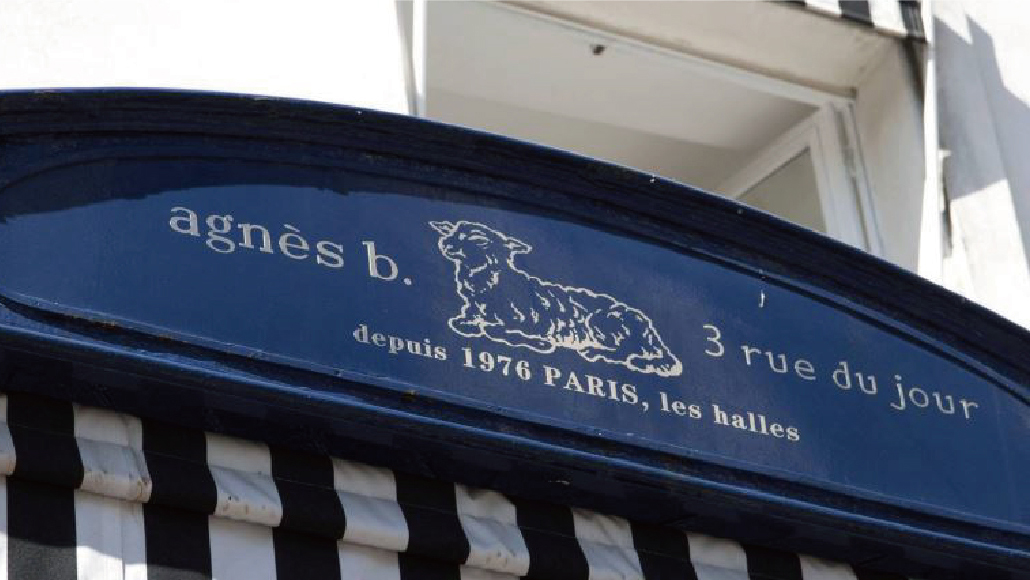 agnès b.
3 rue du jour
depuis 1976 PARIS, les halles